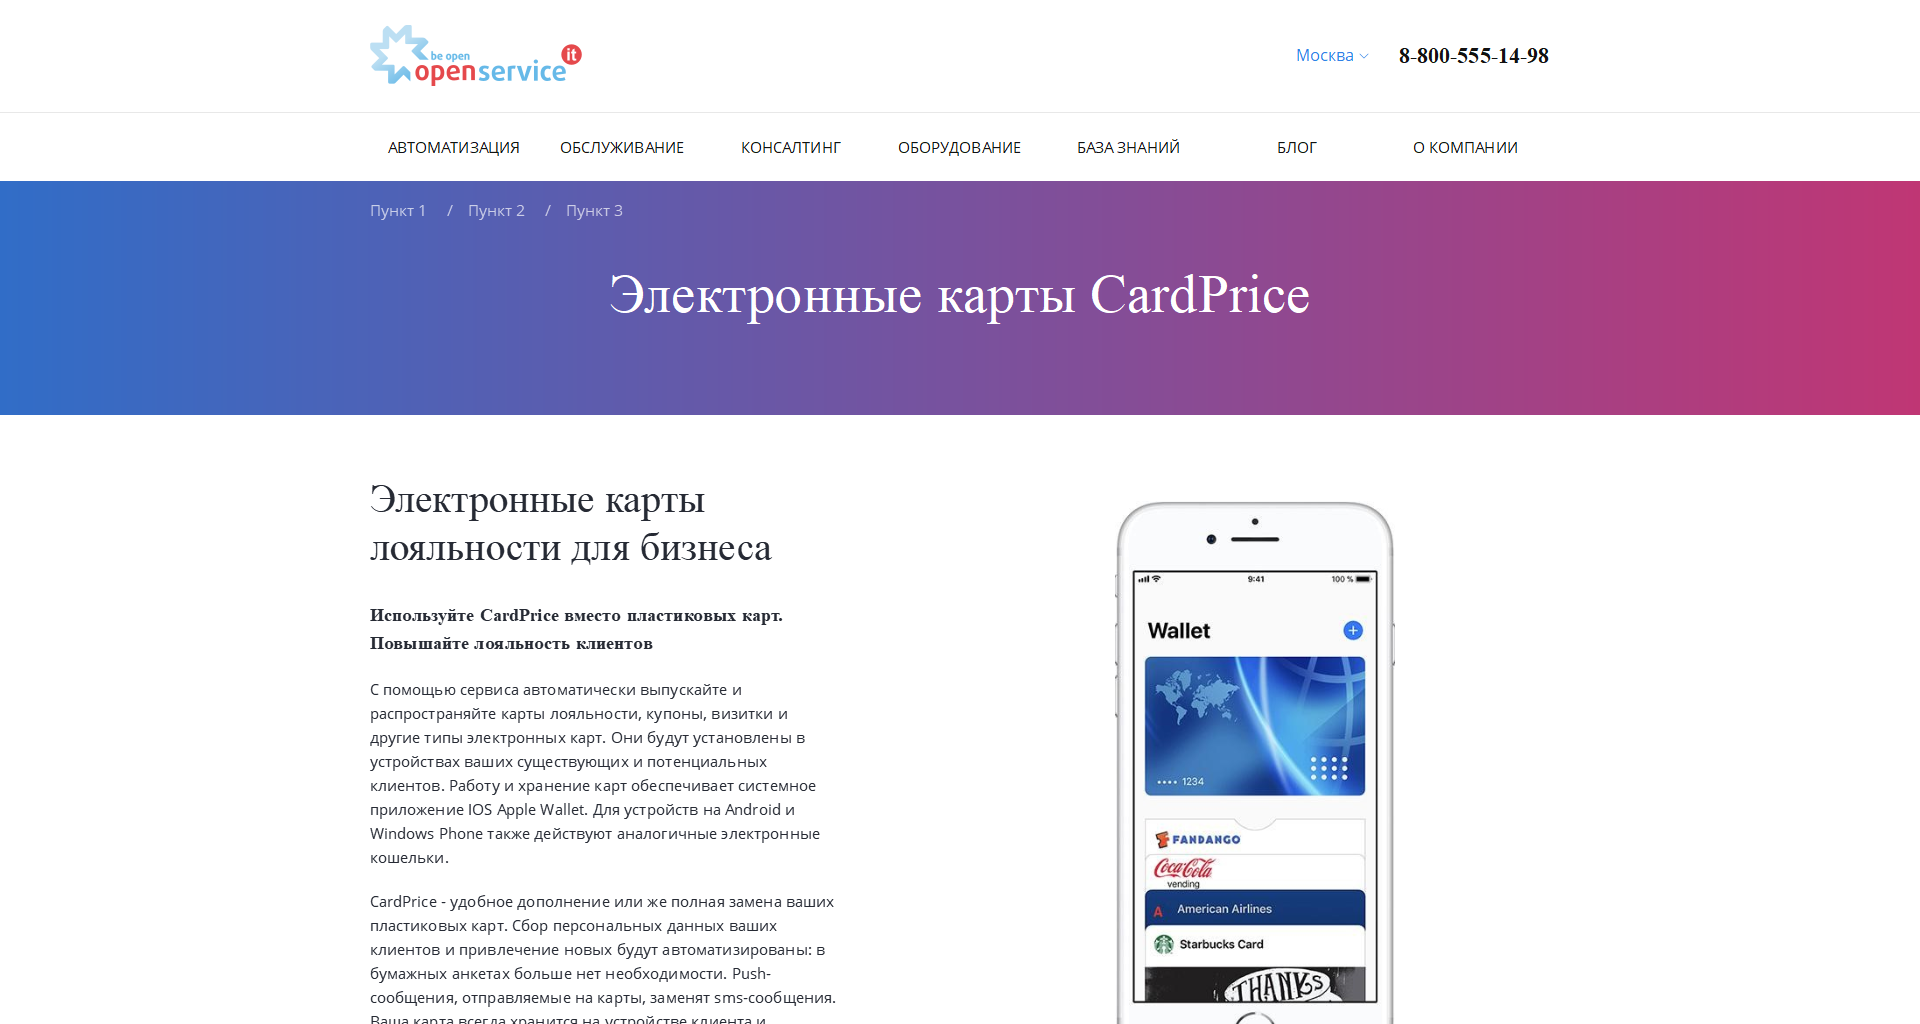 be open
openservice it
Москва
8-800-555-14-98
АВТОМАТИЗАЦИЯ ОБСЛУЖИВАНИЕ КОНСАЛТИНГ ОБОРУДОВАНИЕ БАЗА ЗНАНИЙ БЛОГ О КОМПАНИИ
Пункт 1 / Пункт 2 / Пункт 3
Электронные карты CardPrice
Электронные карты
лояльности для бизнеса
Используйте CardPrice вместо пластиковых карт.
Повышайте лояльность клиентов
С помощью сервиса автоматически выпускайте и
распространяйте карты лояльности, купоны, визитки и
другие типы электронных карт. Они будут установлены в
устройствах ваших существующих и потенциальных
клиентов. Работу и хранение карт обеспечивает системное
приложение IOS Apple Wallet. Для устройств на Android и
Windows Phone также действуют аналогичные электронные
кошельки.
CardPrice - удобное дополнение или же полная замена ваших
пластиковых карт. Сбор персональных данных ваших
клиентов и привлечение новых будут автоматизированы: в
бумажных анкетах больше нет необходимости. Push-
сообщения, отправляемые на карты, заменят sms-сообщения.
Ваша карта всегда хранится на устройстве клиента и
9:41 100 %
Wallet
•••• 1234
FANDANGO
Coca-Cola
vending
A American Airlines
Starbucks Card
THANKS